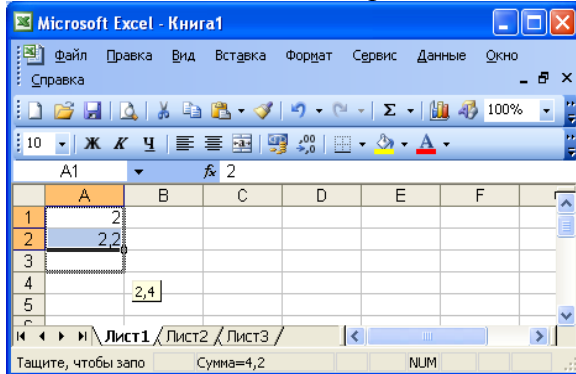 Microsoft Excel - Книга1
Файл Правка Вид Вставка Формат Сервис Данные Окно
Справка
Σ 100%
10 Ж К Ч
A1 fx 2
A B C D E F
1 2
2 2,2
3
4 2,4
5
Лист1 Лист2 Лист3
Тащите, чтобы запо Сумма=4,2 NUM